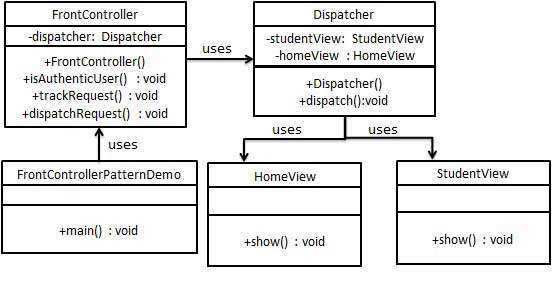 FrontController
-dispatcher: Dispatcher
+FrontController()
+isAuthenticUser() : void
+trackRequest() : void
+dispatchRequest() : void
uses
Dispatcher
-studentView: StudentView
-homeView : HomeView
+Dispatcher()
+dispatch():void
uses
uses
uses
FrontControllerPatternDemo
+main() : void
HomeView
+show() : void
StudentView
+show() : void